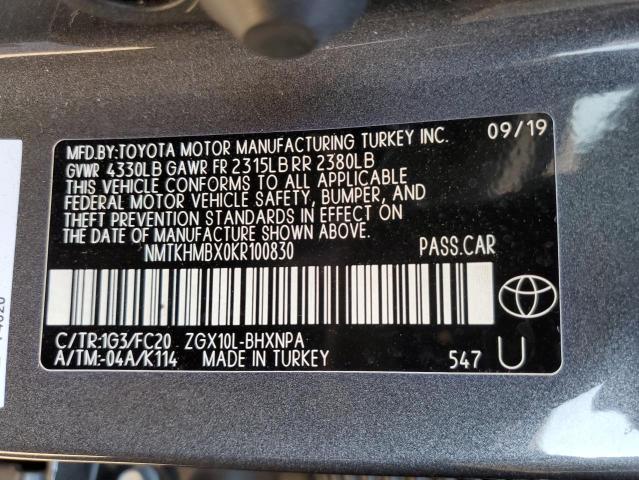 MFD.BY:TOYOTA MOTOR MANUFACTURING TURKEY INC. 09/19
GVWR 4330LB GAWR FR 2315LB RR 2380LB
THIS VEHICLE CONFORMS TO ALL APPLICABLE
FEDERAL MOTOR VEHICLE SAFETY, BUMPER, AND
THEFT PREVENTION STANDARDS IN EFFECT ON
THE DATE OF MANUFACTURE SHOWN ABOVE.
NMTKHMBX0KR100830 PASS.CAR
C/TR:1G3/FC20 ZGX10L-BHXNPA
A/TM:-04A/K114 MADE IN TURKEY 547 U